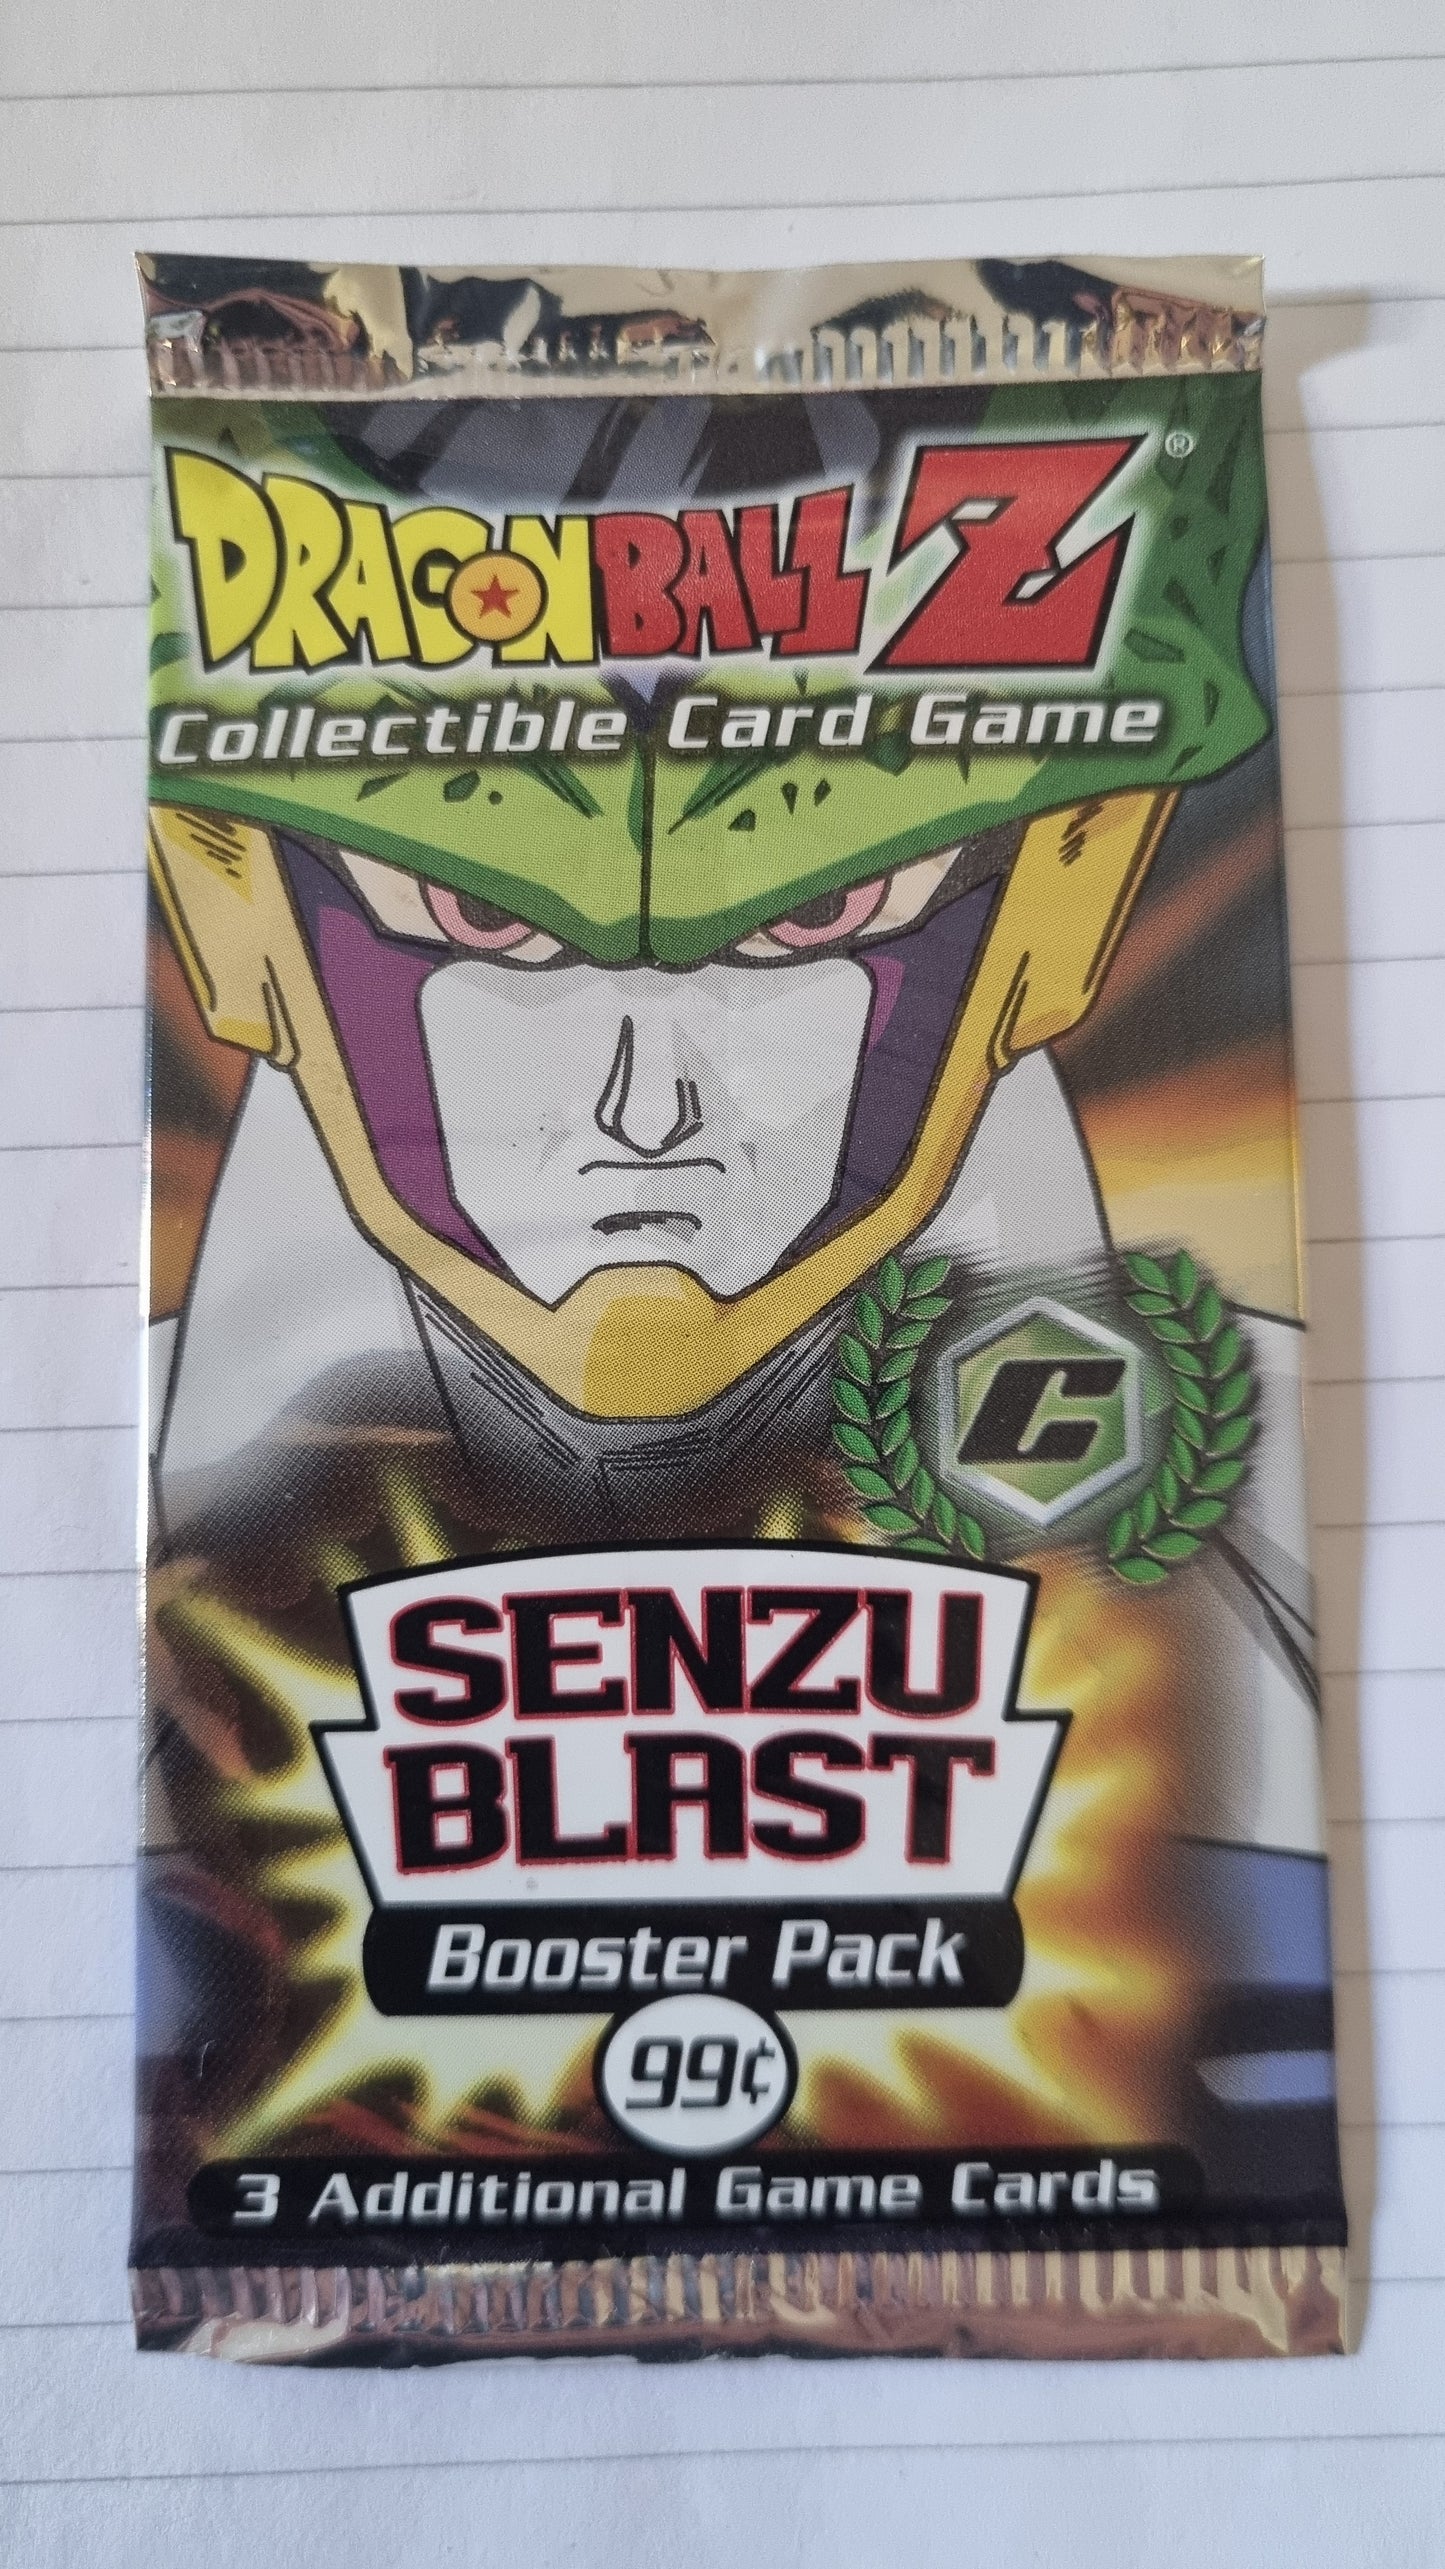 DRAGONBALL Z®
Collectible Card Game
C
SENZU
BLAST
Booster Pack
99¢
3 Additional Game Cards